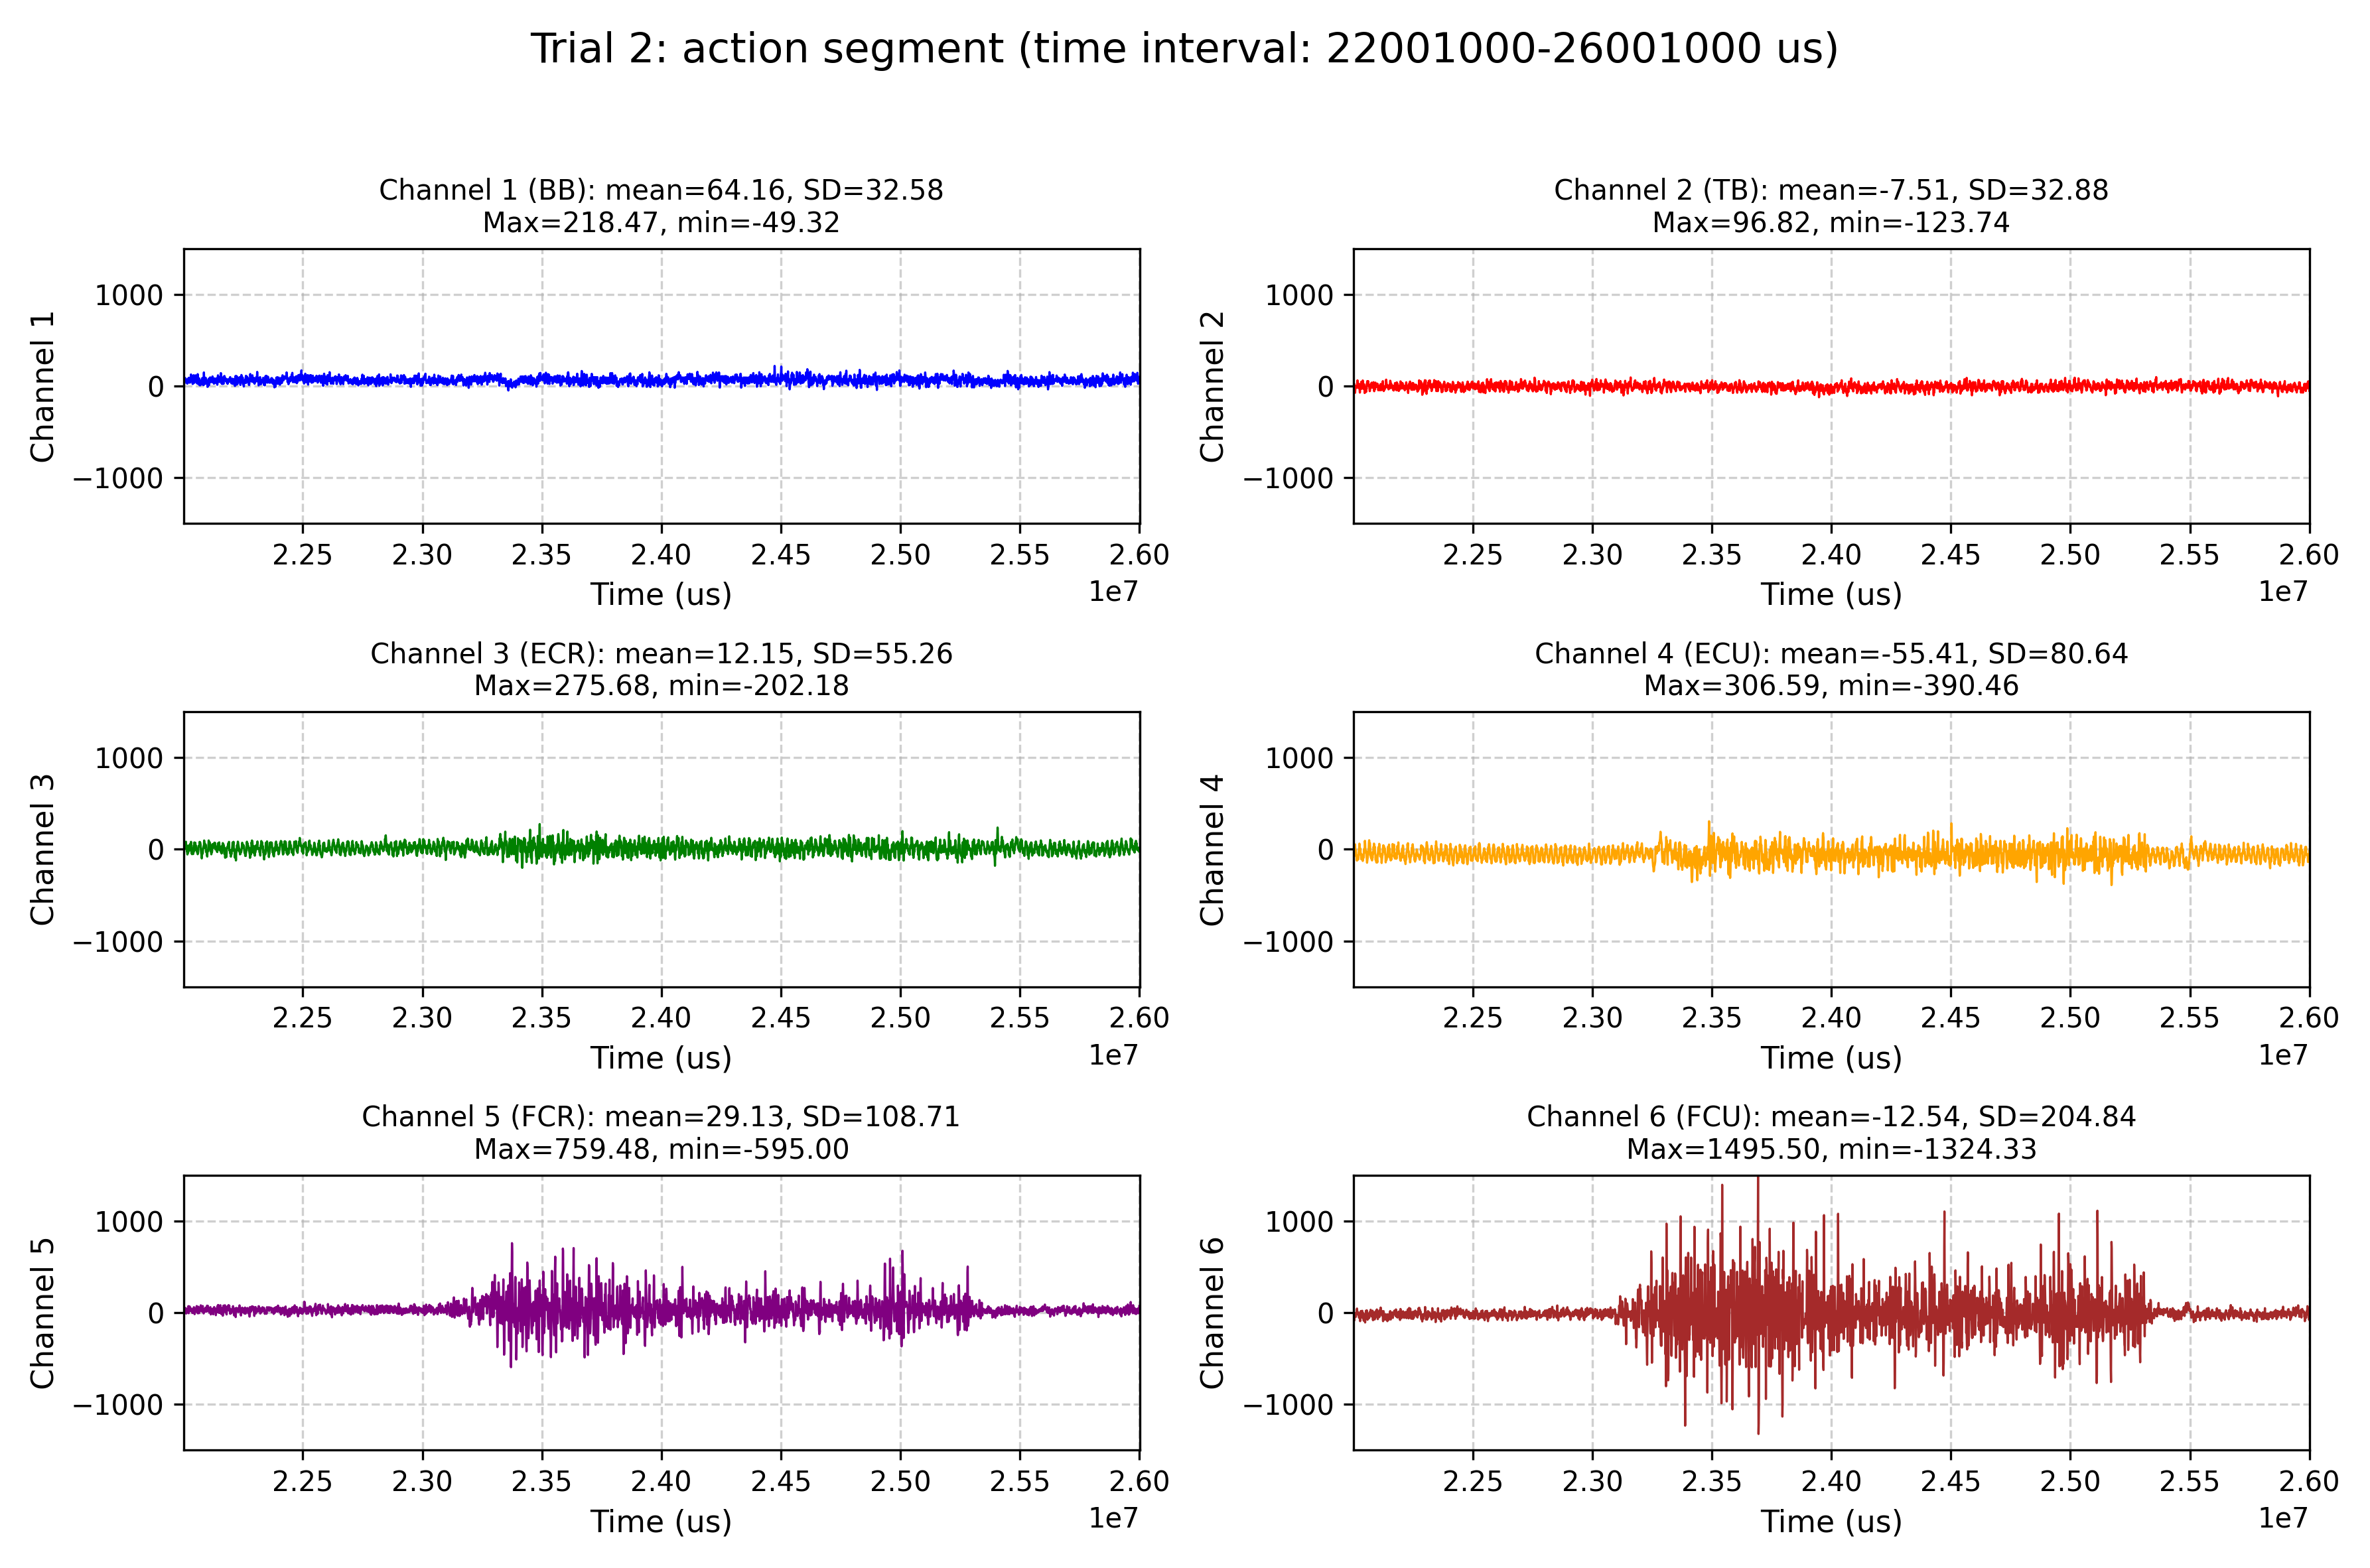 Trial 2: action segment (time interval: 22001000-26001000 us)
Channel 1 (BB): mean=64.16, SD=32.58
Max=218.47, min=-49.32
Channel 1
1000
0
−1000
2.25 2.30 2.35 2.40 2.45 2.50 2.55 2.60
Time (us)
1e7
Channel 2 (TB): mean=-7.51, SD=32.88
Max=96.82, min=-123.74
Channel 2
1000
0
−1000
2.25 2.30 2.35 2.40 2.45 2.50 2.55 2.60
Time (us)
1e7
Channel 3 (ECR): mean=12.15, SD=55.26
Max=275.68, min=-202.18
Channel 3
1000
0
−1000
2.25 2.30 2.35 2.40 2.45 2.50 2.55 2.60
Time (us)
1e7
Channel 4 (ECU): mean=-55.41, SD=80.64
Max=306.59, min=-390.46
Channel 4
1000
0
−1000
2.25 2.30 2.35 2.40 2.45 2.50 2.55 2.60
Time (us)
1e7
Channel 5 (FCR): mean=29.13, SD=108.71
Max=759.48, min=-595.00
Channel 5
1000
0
−1000
2.25 2.30 2.35 2.40 2.45 2.50 2.55 2.60
Time (us)
1e7
Channel 6 (FCU): mean=-12.54, SD=204.84
Max=1495.50, min=-1324.33
Channel 6
1000
0
−1000
2.25 2.30 2.35 2.40 2.45 2.50 2.55 2.60
Time (us)
1e7